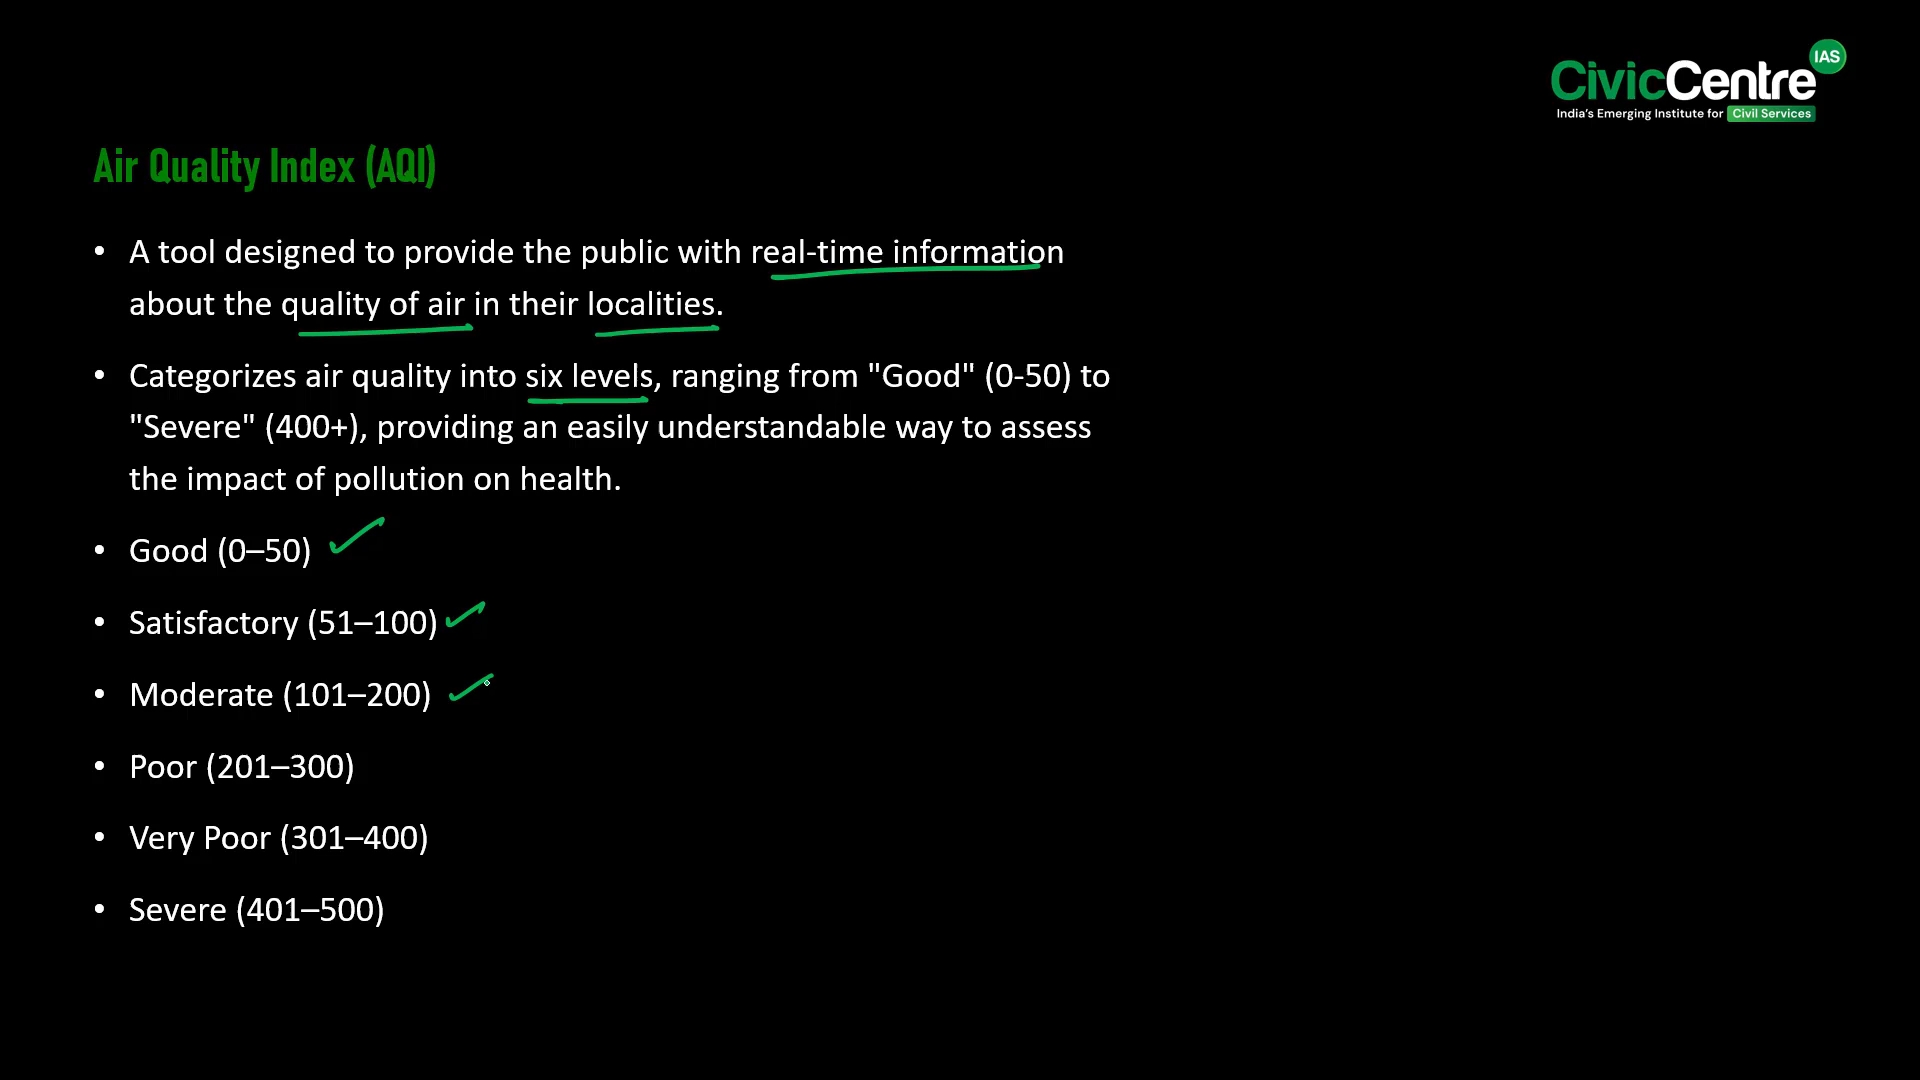 IAS
CivicCentre
India's Emerging Institute for Civil Services
Air Quality Index (AQI)
• A tool designed to provide the public with real-time information
about the quality of air in their localities.
• Categorizes air quality into six levels, ranging from "Good" (0-50) to
"Severe" (400+), providing an easily understandable way to assess
the impact of pollution on health.
• Good (0–50)
• Satisfactory (51–100)
• Moderate (101–200)
• Poor (201–300)
• Very Poor (301–400)
• Severe (401–500)